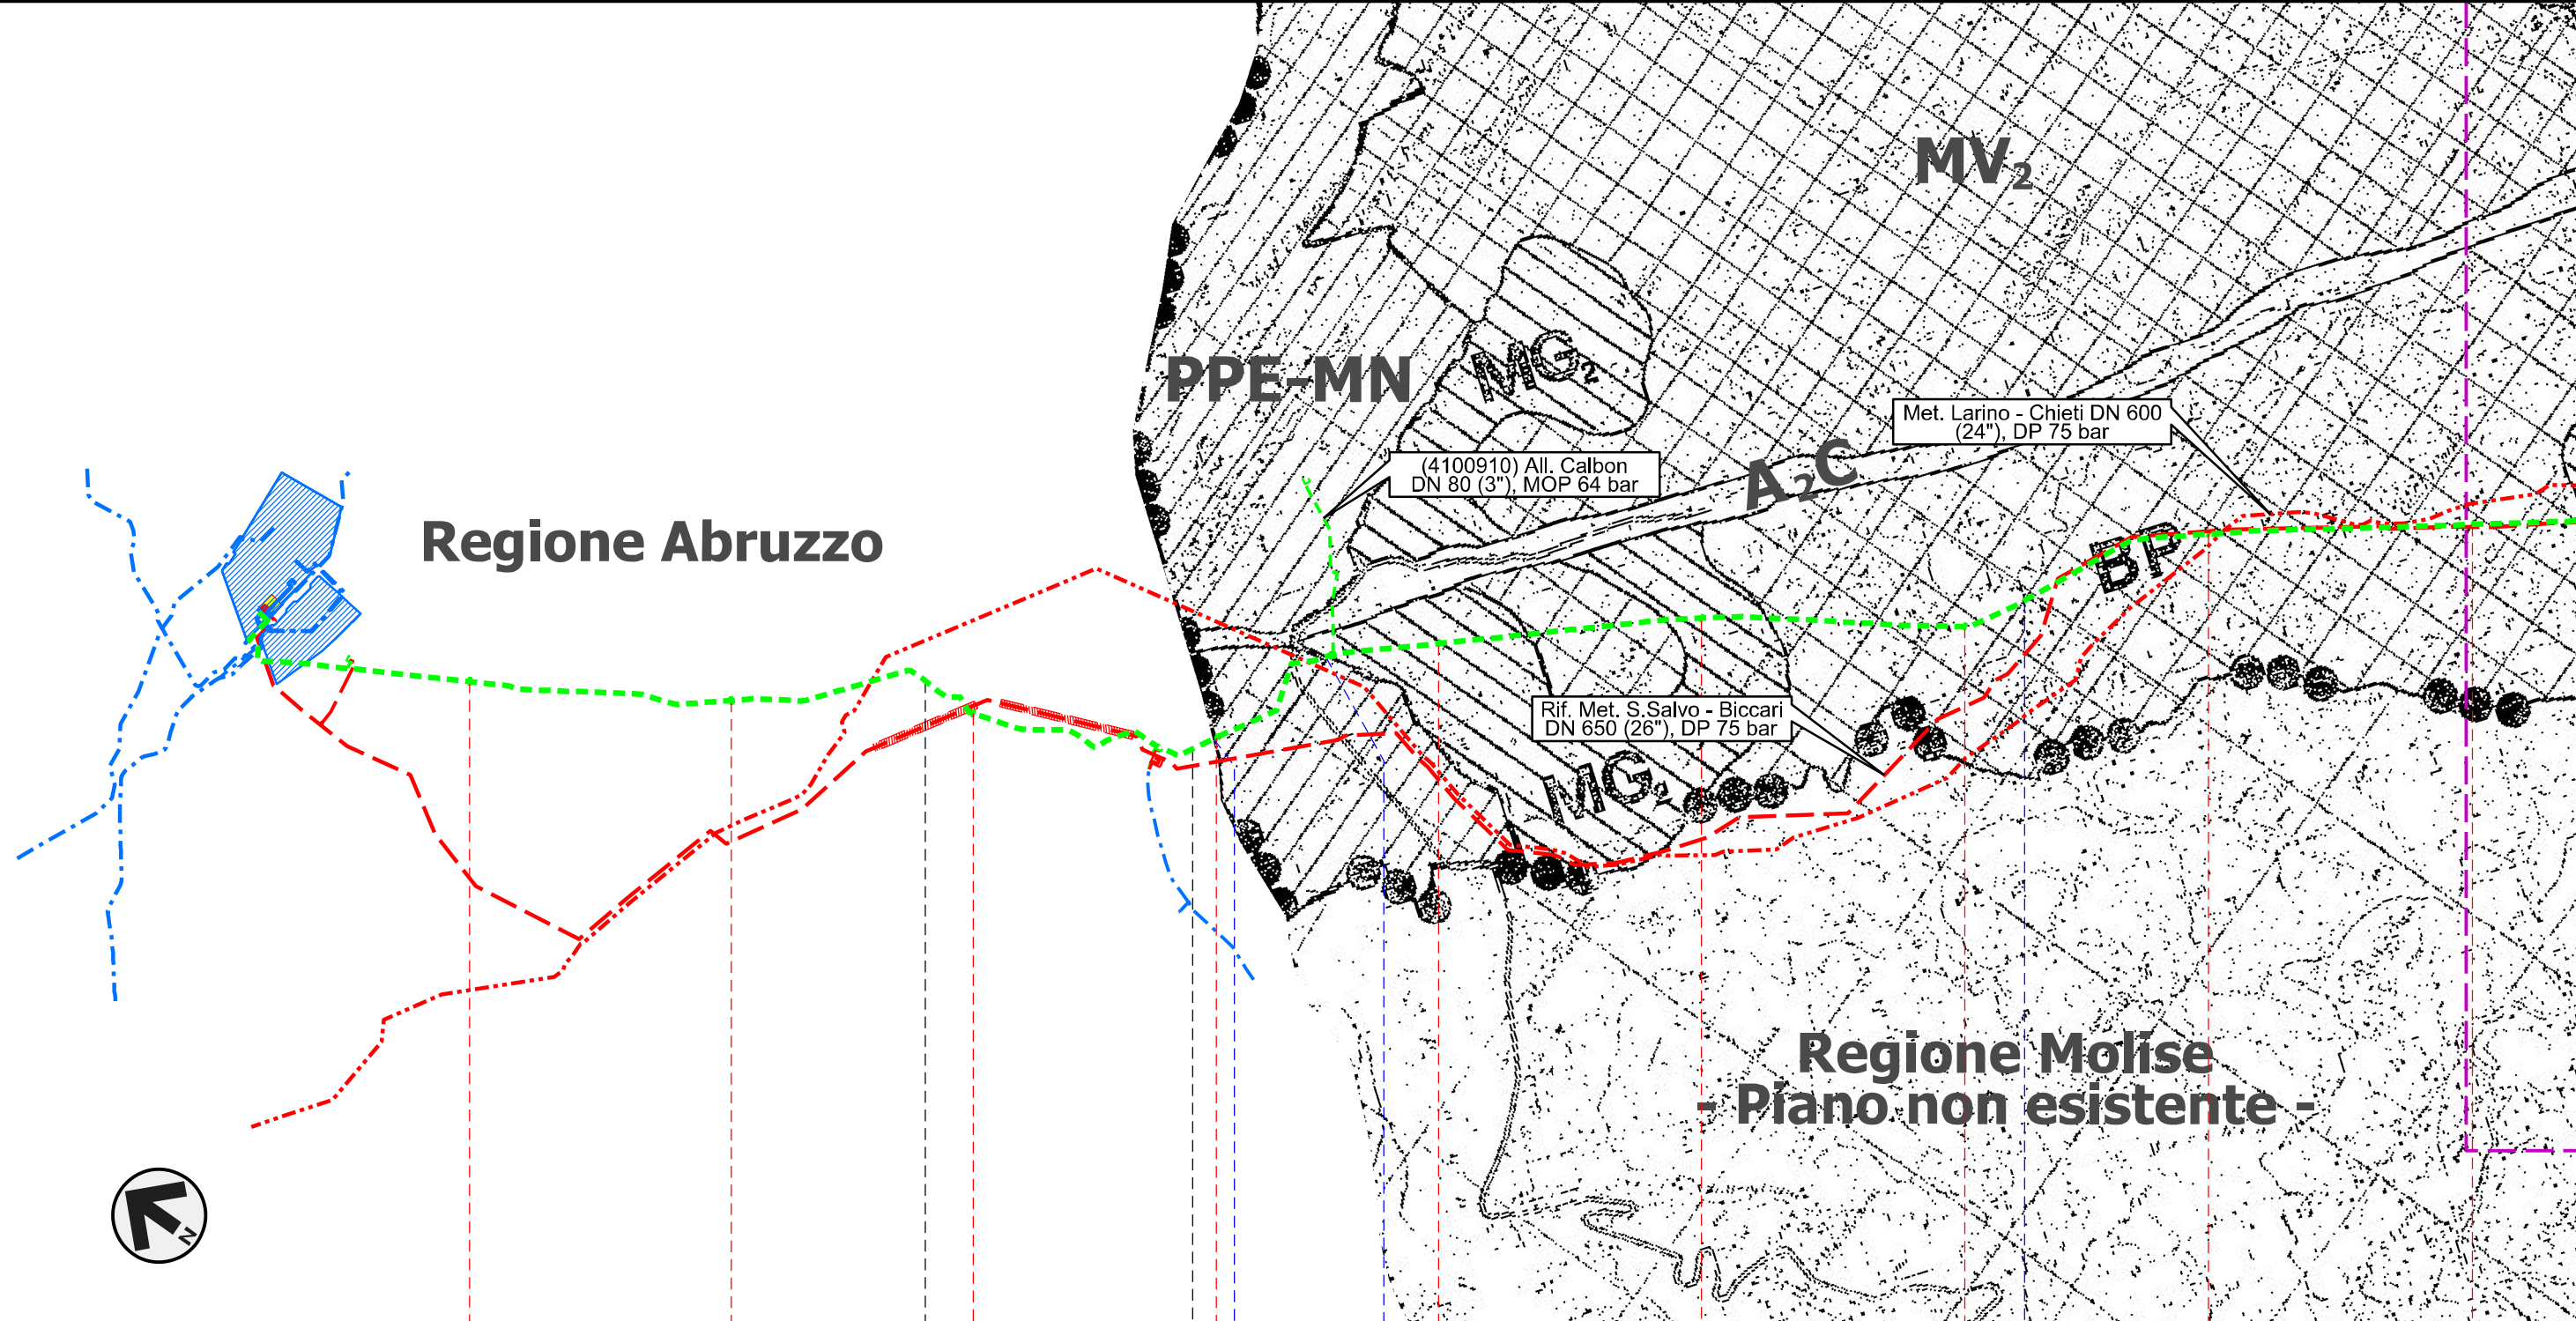 MV₂
MG₂
PPE-MN
Met. Larino - Chieti DN 600
(24"), DP 75 bar
(4100910) All. Calbon
DN 80 (3"), MOP 64 bar
A₂C
Regione Abruzzo
BP
Rif. Met. S.Salvo - Biccari
DN 650 (26"), DP 75 bar
MG₂
Regione Molise
- Piano non esistente -
N